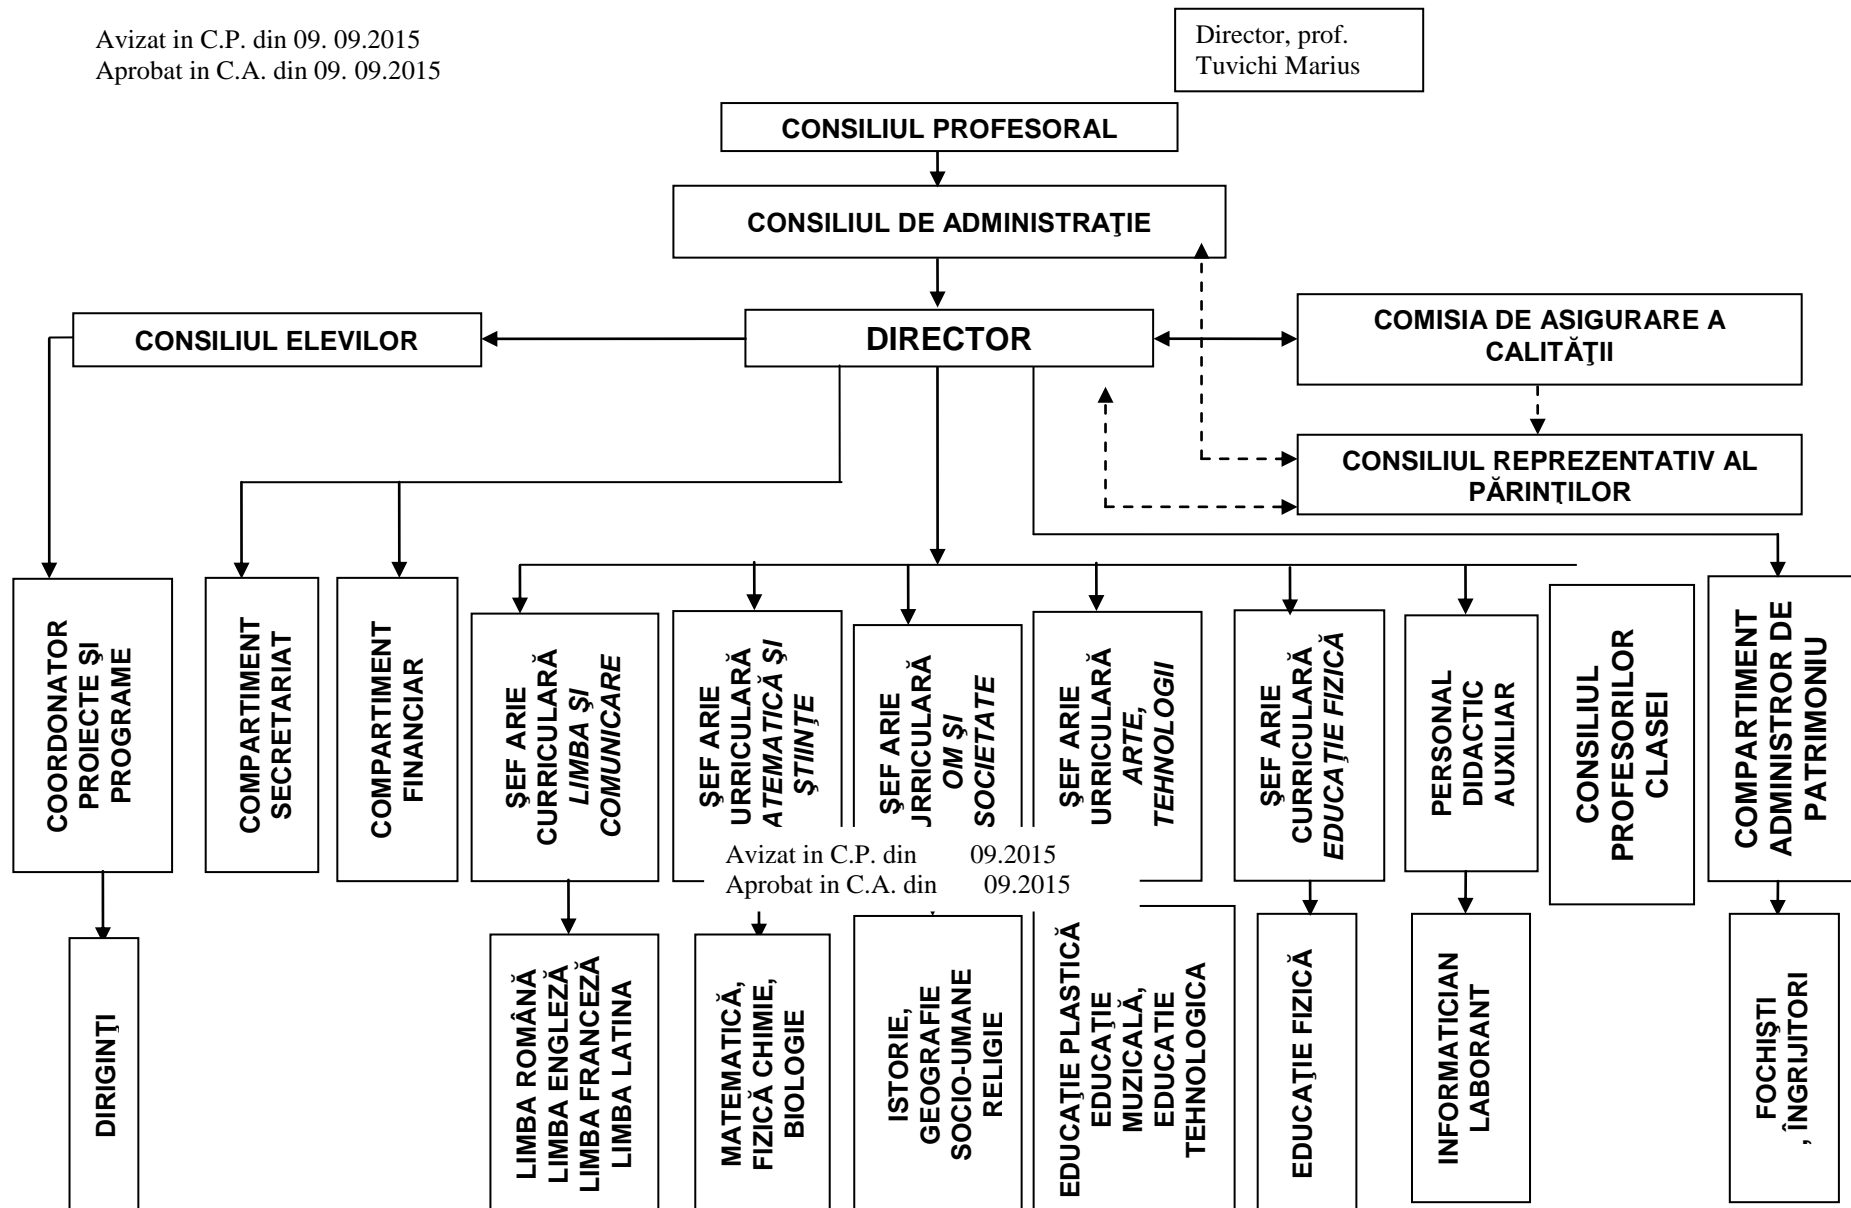 Avizat in C.P. din 09. 09.2015
Aprobat in C.A. din 09. 09.2015
Director, prof.
Tuvichi Marius
CONSILIUL PROFESORAL
CONSILIUL DE ADMINISTRAŢIE
CONSILIUL ELEVILOR
DIRECTOR
COMISIA DE ASIGURARE A
CALITĂŢII
CONSILIUL REPREZENTATIV AL
PĂRINŢILOR
COORDONATOR
PROIECTE ŞI
PROGRAME
COMPARTIMENT
SECRETARIAT
COMPARTIMENT
FINANCIAR
ŞEF ARIE
CURRICULARĂ
LIMBA ŞI
COMUNICARE
ŞEF ARIE
URRICULARĂ
ATEMATICĂ ŞI
ŞTIINŢE
ŞEF ARIE
URRICULARĂ
OM ŞI
SOCIETATE
ŞEF ARIE
URRICULARĂ
ARTE,
TEHNOLOGII
ŞEF ARIE
CURRICULARĂ
EDUCAŢIE FIZICĂ
PERSONAL
DIDACTIC
AUXILIAR
CONSILIUL
PROFESORILOR
CLASEI
COMPARTIMENT
ADMINISTROR DE
PATRIMONIU
Avizat in C.P. din 09.2015
Aprobat in C.A. din 09.2015
DIRIGINŢI
LIMBA ROMÂNĂ
LIMBA ENGLEZĂ
LIMBA FRANCEZĂ
LIMBA LATINA
MATEMATICĂ,
FIZICĂ CHIMIE,
BIOLOGIE
ISTORIE,
GEOGRAFIE
SOCIO-UMANE
RELIGIE
EDUCAŢIE PLASTICĂ
EDUCAŢIE
MUZICALĂ,
EDUCATIE
TEHNOLOGICA
EDUCAŢIE FIZICĂ
INFORMATICIAN
LABORANT
FOCHIŞTI
, ÎNGRIJITORI